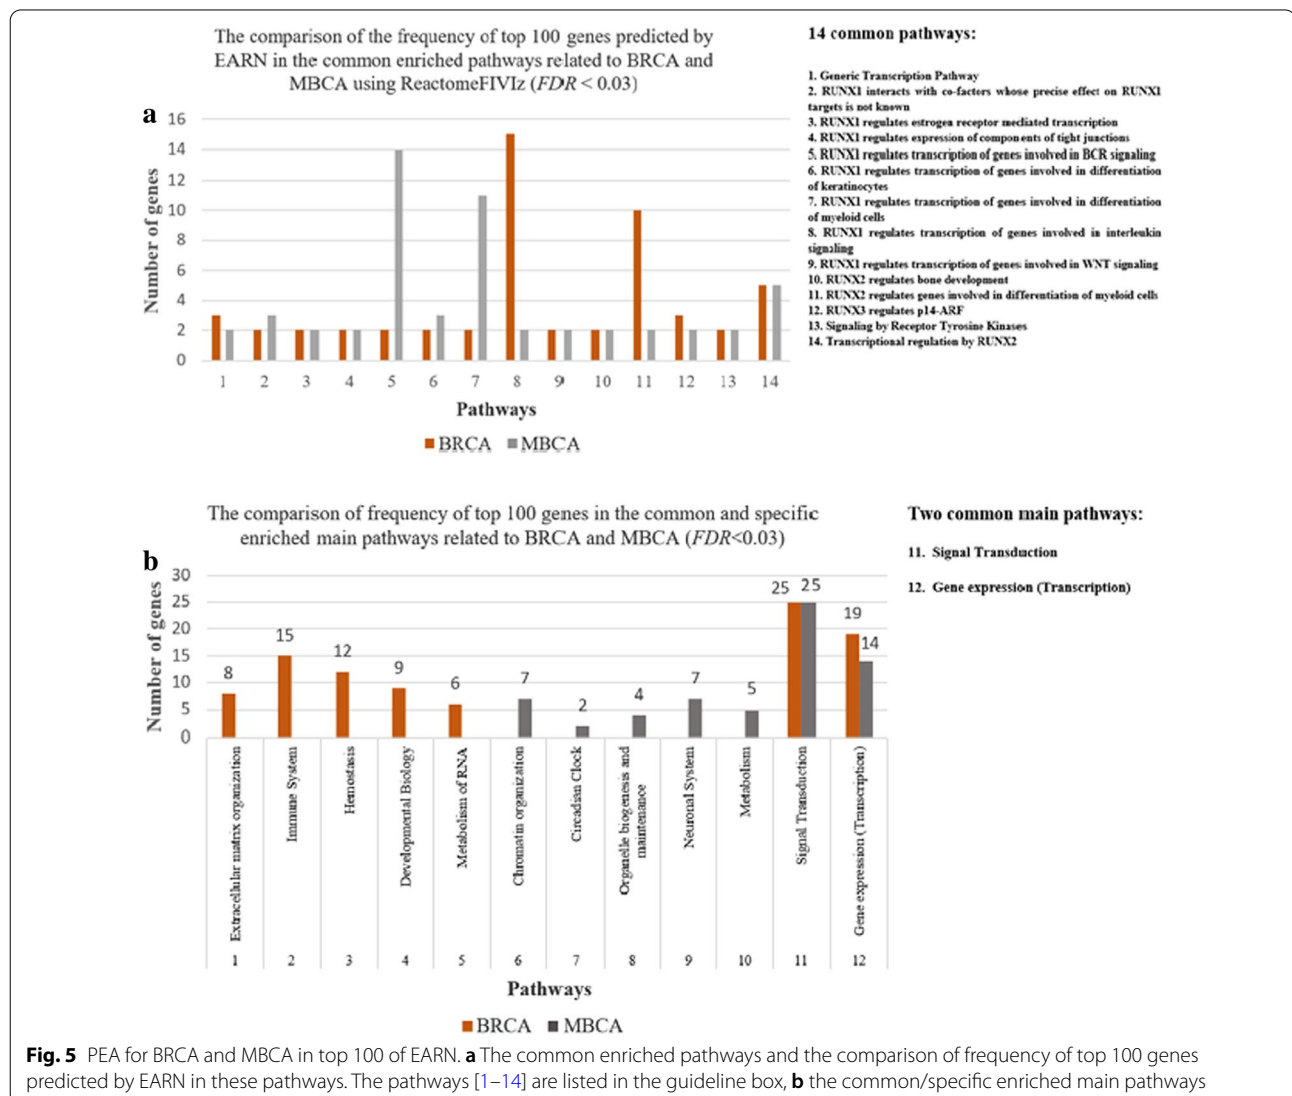 The comparison of the frequency of top 100 genes predicted by
EARN in the common enriched pathways related to BRCA and
MBCA using ReactomeFIVIz (FDR < 0.03)
a
Number of genes
16
14
12
10
8
6
4
2
0
1 2 3 4 5 6 7 8 9 10 11 12 13 14
Pathways
BRCA MBCA
14 common pathways:
1. Generic Transcription Pathway
2. RUNX1 interacts with co-factors whose precise effect on RUNX1
targets is not known
3. RUNX1 regulates estrogen receptor mediated transcription
4. RUNX1 regulates expression of components of tight junctions
5. RUNX1 regulates transcription of genes involved in BCR signaling
6. RUNX1 regulates transcription of genes involved in differentiation
of keratinocytes
7. RUNX1 regulates transcription of genes involved in differentiation
of myeloid cells
8. RUNX1 regulates transcription of genes involved in interleukin
signaling
9. RUNX1 regulates transcription of genes involved in WNT signaling
10. RUNX2 regulates bone development
11. RUNX2 regulates genes involved in differentiation of myeloid cells
12. RUNX3 regulates p14-ARF
13. Signaling by Receptor Tyrosine Kinases
14. Transcriptional regulation by RUNX2
The comparison of frequency of top 100 genes in the common and specific
enriched main pathways related to BRCA and MBCA (FDR<0.03)
b
Number of genes
30
25
20
15
10
5
0
8 15 12 9 6 7 2 4 7 5 25 25 19 14
Extracellular matrix organization
Immune System
Hemostasis
Developmental Biology
Metabolism of RNA
Chromatin organization
Circadian Clock
Organelle biogenesis and
maintenance
Neuronal System
Metabolism
Signal Transduction
Gene expression (Transcription)
1 2 3 4 5 6 7 8 9 10 11 12
Pathways
BRCA MBCA
Two common main pathways:
11. Signal Transduction
12. Gene expression (Transcription)
Fig. 5 PEA for BRCA and MBCA in top 100 of EARN. a The common enriched pathways and the comparison of frequency of top 100 genes
predicted by EARN in these pathways. The pathways [1–14] are listed in the guideline box, b the common/specific enriched main pathways